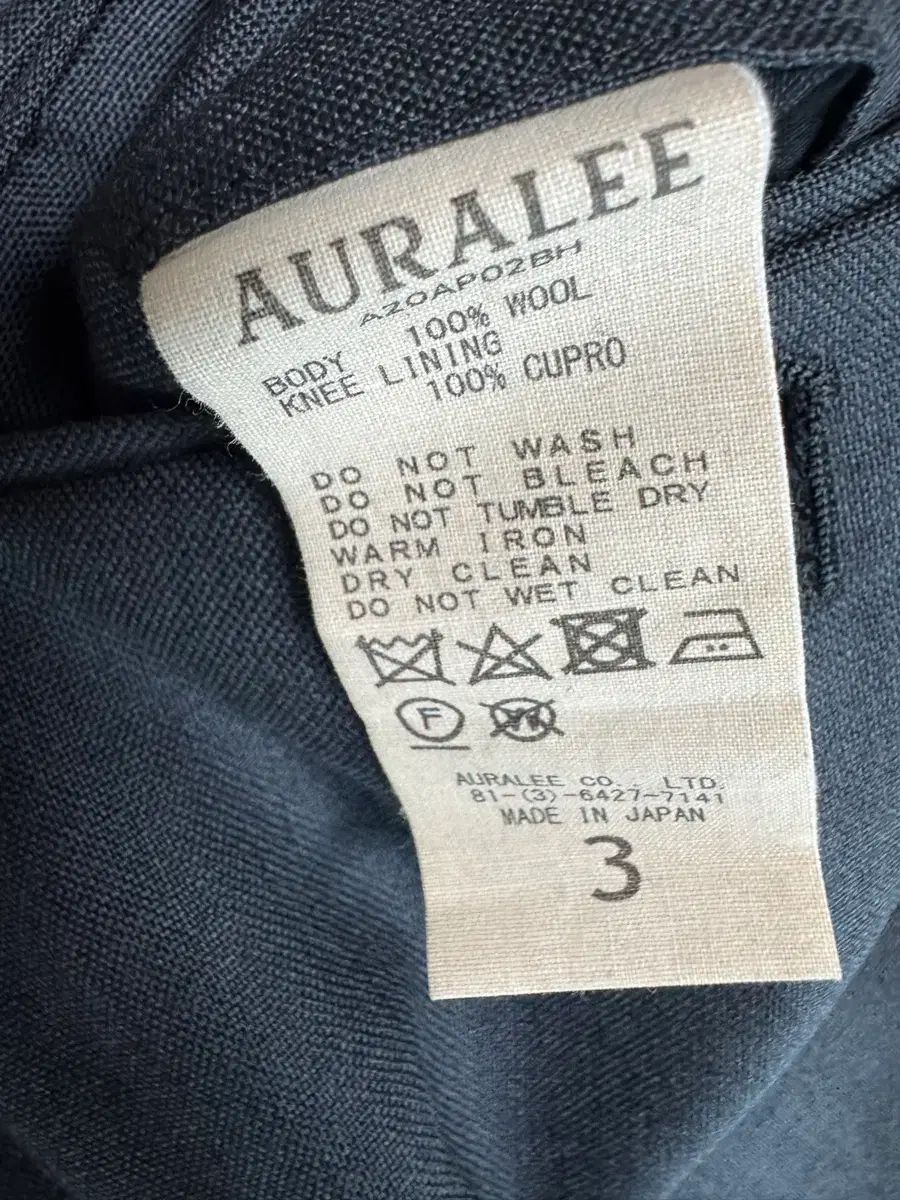 AURALEE
A20AP02BH
BODY 100% WOOL
KNEE LINING
100% CUPRO
DO NOT WASH
DO NOT BLEACH
DO NOT TUMBLE DRY
WARM IRON
DRY CLEAN
DO NOT WET CLEAN
F
W
AURALEE CO., LTD.
81-(3)-6427-7141
MADE IN JAPAN
3